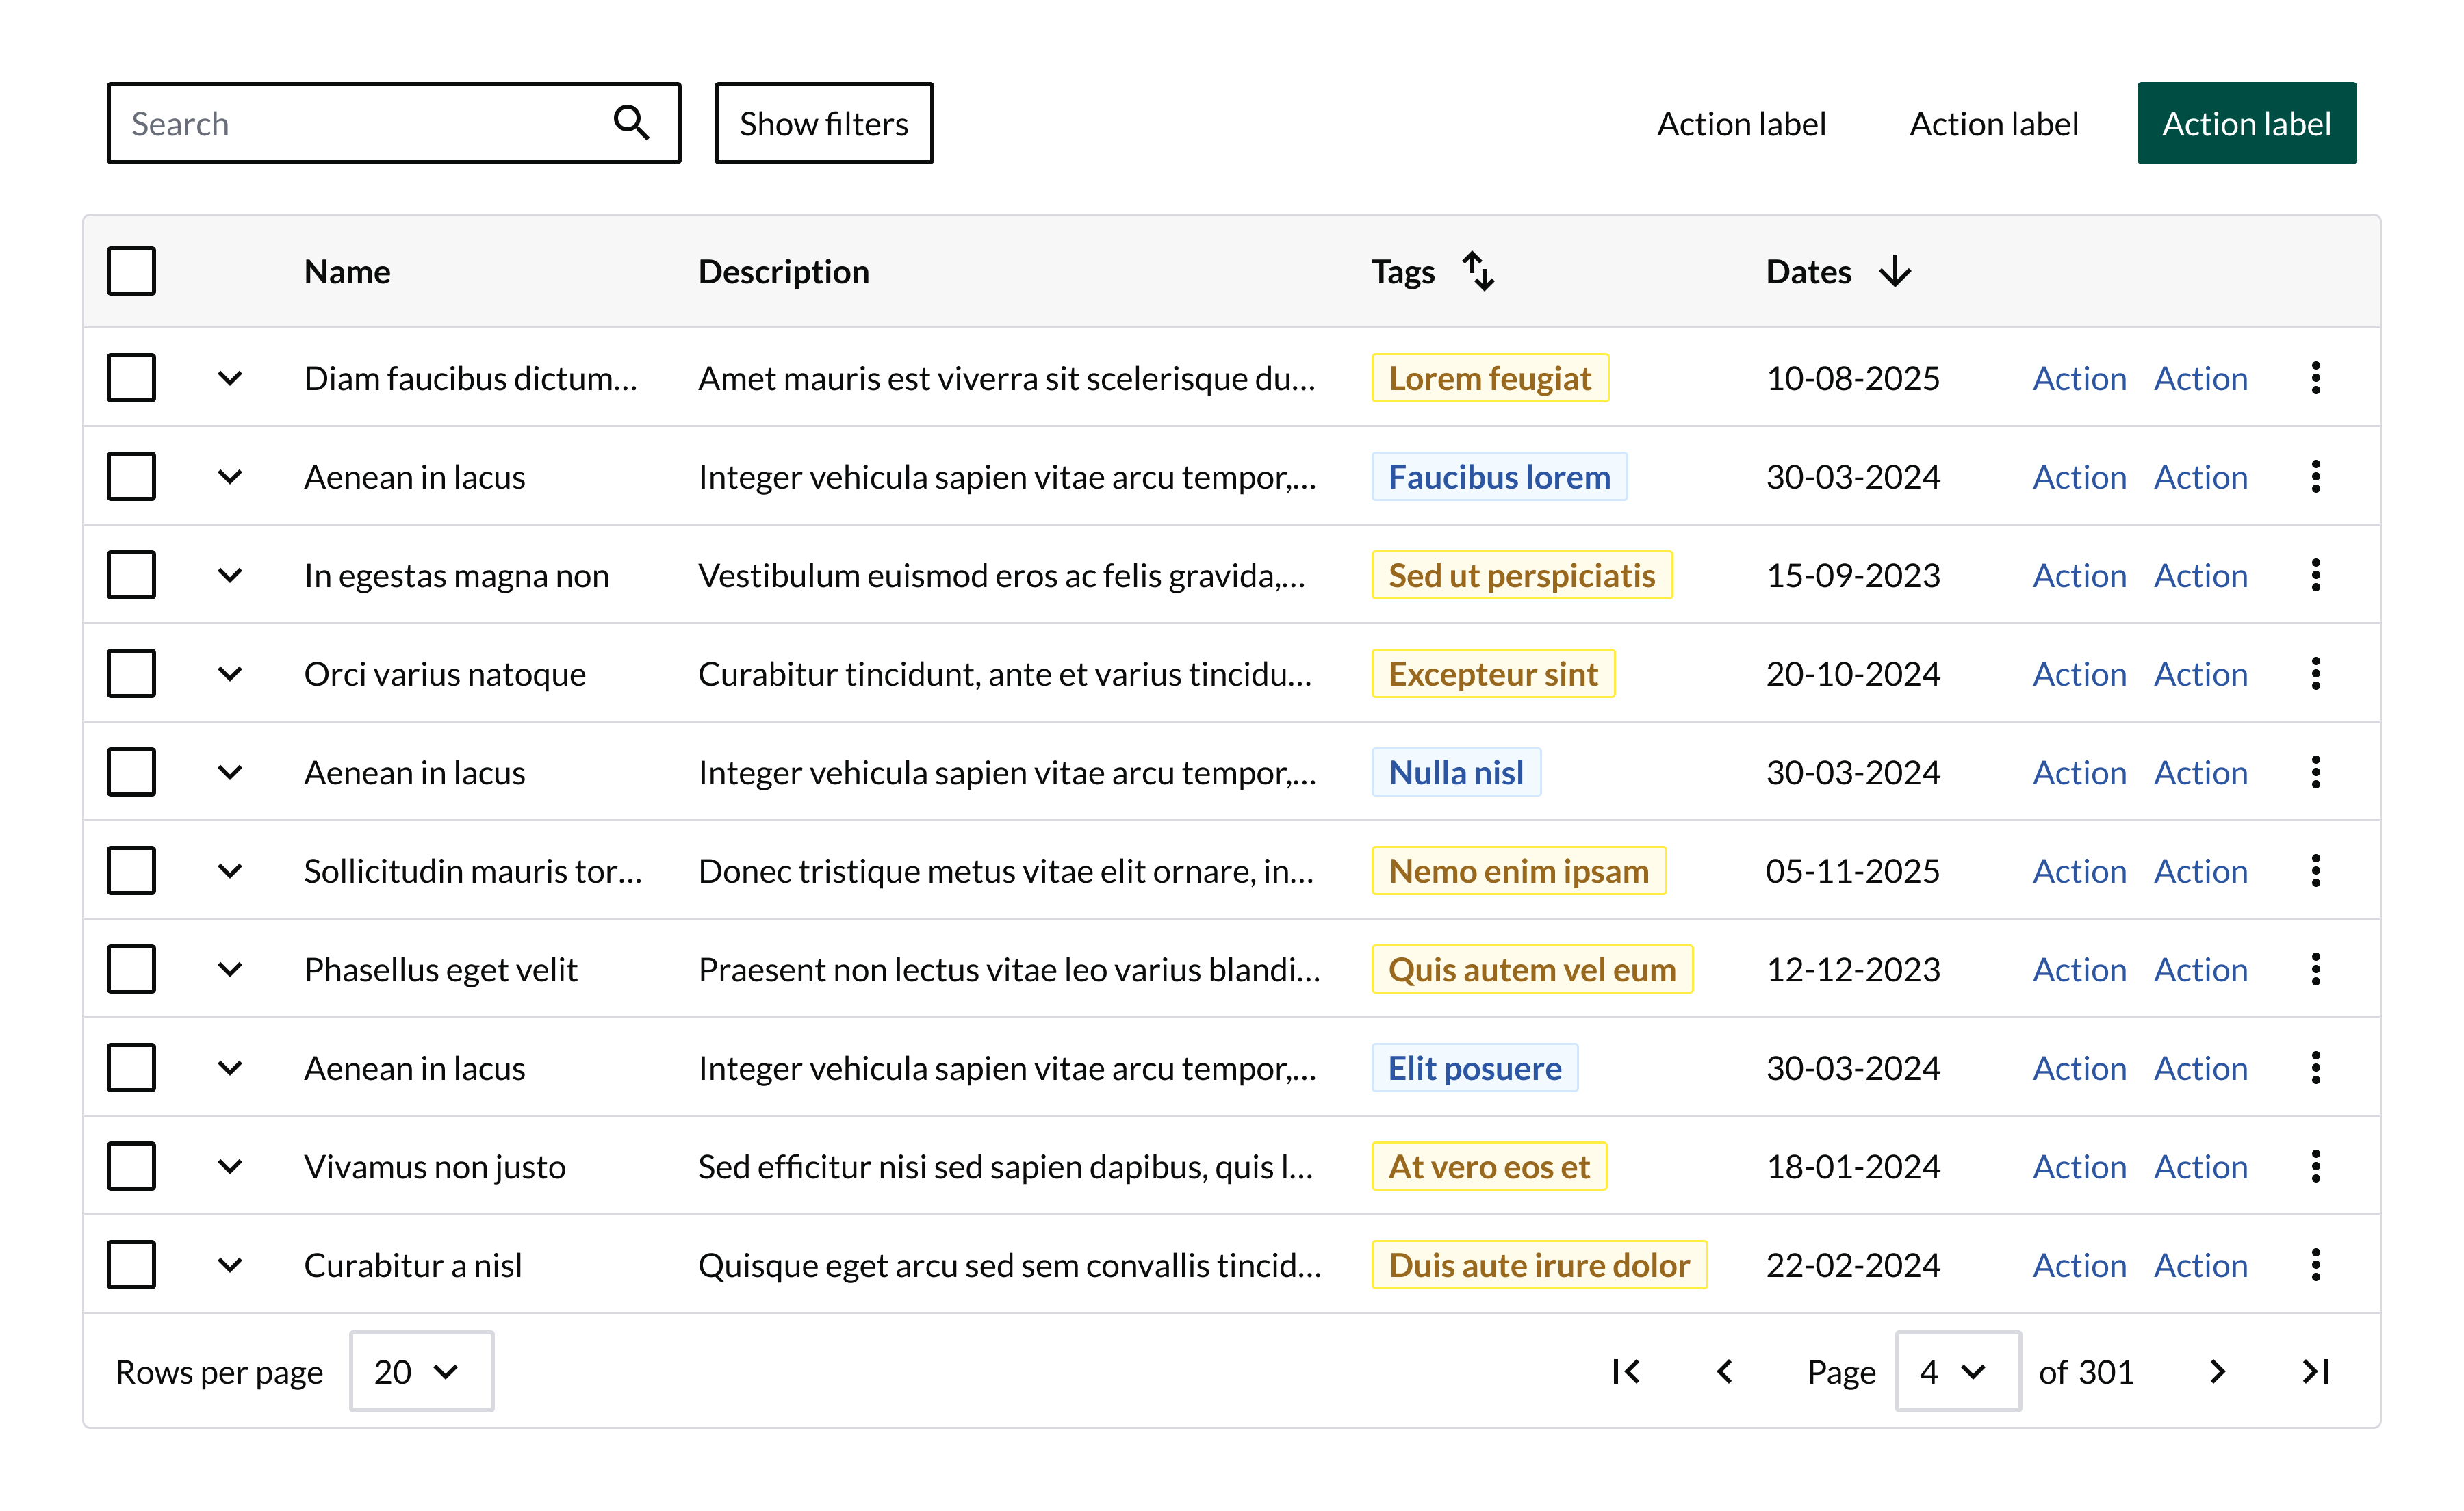 Search Show filters Action label Action label Action label
Name Description Tags Dates
Diam faucibus dictum... Amet mauris est viverra sit scelerisque du... Lorem feugiat 10-08-2025 Action Action
Aenean in lacus Integer vehicula sapien vitae arcu tempor,... Faucibus lorem 30-03-2024 Action Action
In egestas magna non Vestibulum euismod eros ac felis gravida,... Sed ut perspiciatis 15-09-2023 Action Action
Orci varius natoque Curabitur tincidunt, ante et varius tincidu... Excepteur sint 20-10-2024 Action Action
Aenean in lacus Integer vehicula sapien vitae arcu tempor,... Nulla nisl 30-03-2024 Action Action
Sollicitudin mauris tor... Donec tristique metus vitae elit ornare, in... Nemo enim ipsam 05-11-2025 Action Action
Phasellus eget velit Praesent non lectus vitae leo varius blandi... Quis autem vel eum 12-12-2023 Action Action
Aenean in lacus Integer vehicula sapien vitae arcu tempor,... Elit posuere 30-03-2024 Action Action
Vivamus non justo Sed efficitur nisi sed sapien dapibus, quis l... At vero eos et 18-01-2024 Action Action
Curabitur a nisl Quisque eget arcu sed sem convallis tincid... Duis aute irure dolor 22-02-2024 Action Action
Rows per page 20 Page 4 of 301